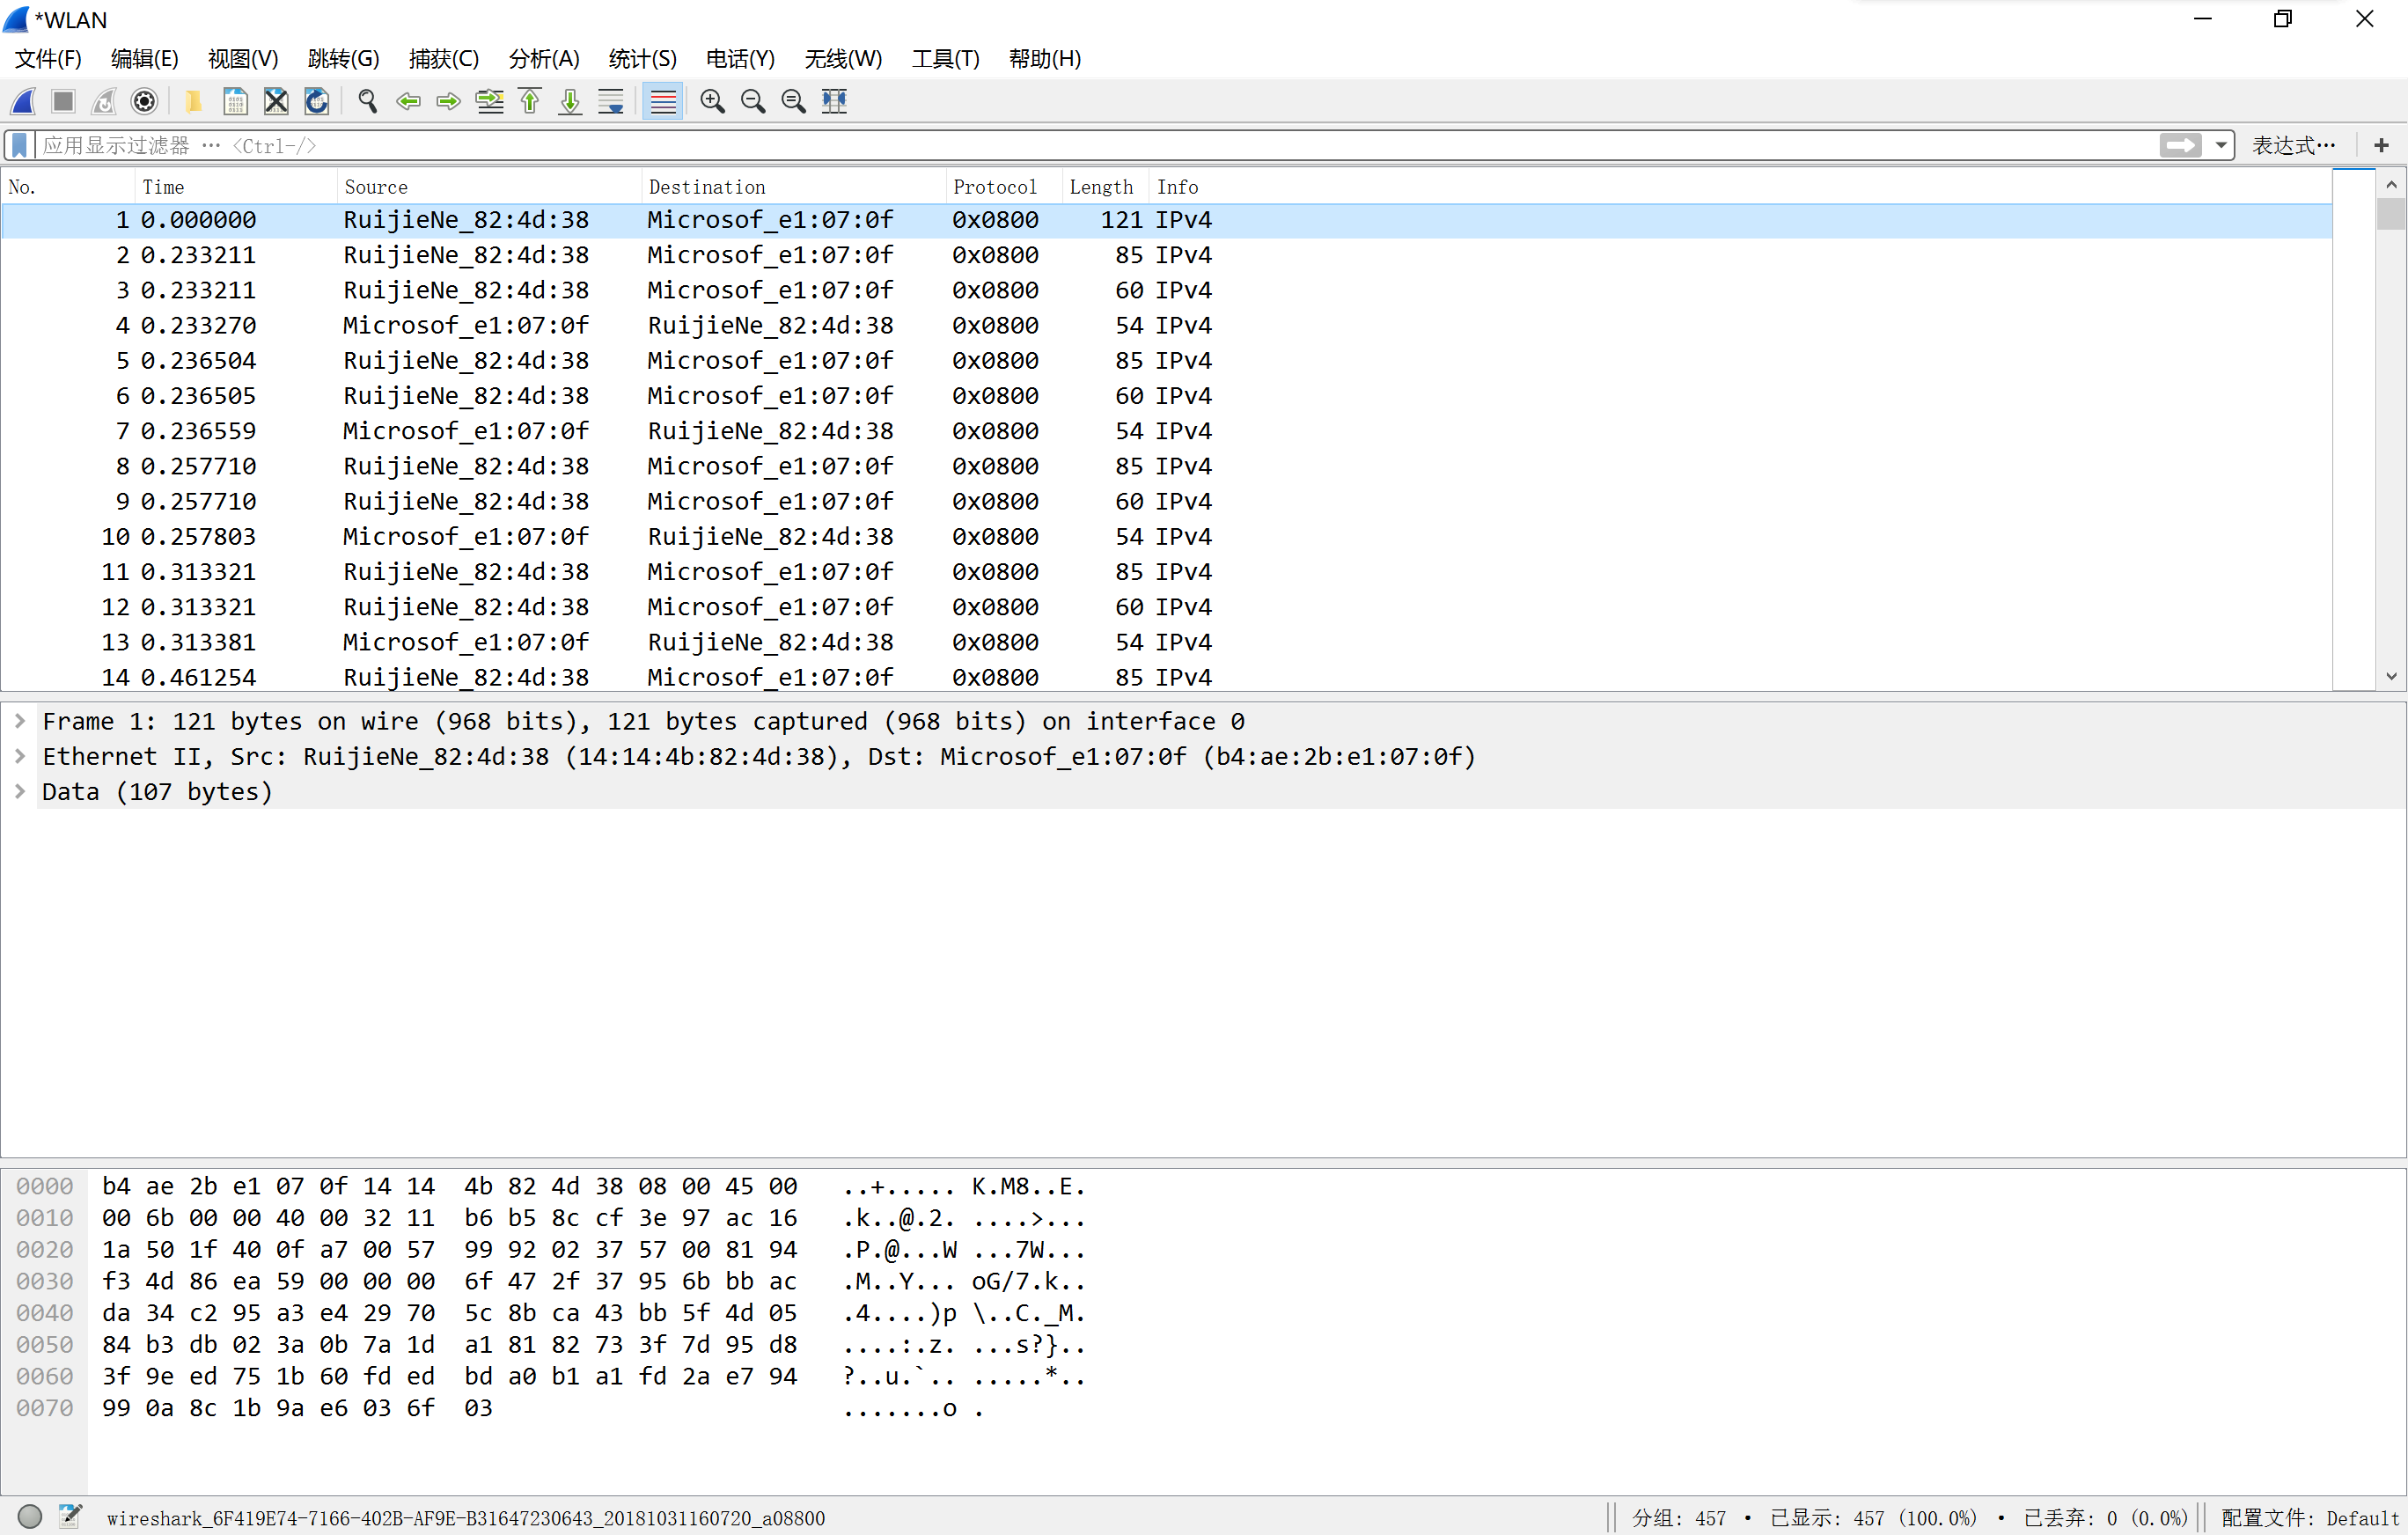 *WLAN
文件(F) 编辑(E) 视图(V) 跳转(G) 捕获(C) 分析(A) 统计(S) 电话(Y) 无线(W) 工具(T) 帮助(H)
应用显示过滤器 … <Ctrl-/> 表达式… +
No. Time Source Destination Protocol Length Info
1 0.000000 RuijieNe_82:4d:38 Microsof_e1:07:0f 0x0800 121 IPv4
2 0.233211 RuijieNe_82:4d:38 Microsof_e1:07:0f 0x0800 85 IPv4
3 0.233211 RuijieNe_82:4d:38 Microsof_e1:07:0f 0x0800 60 IPv4
4 0.233270 Microsof_e1:07:0f RuijieNe_82:4d:38 0x0800 54 IPv4
5 0.236504 RuijieNe_82:4d:38 Microsof_e1:07:0f 0x0800 85 IPv4
6 0.236505 RuijieNe_82:4d:38 Microsof_e1:07:0f 0x0800 60 IPv4
7 0.236559 Microsof_e1:07:0f RuijieNe_82:4d:38 0x0800 54 IPv4
8 0.257710 RuijieNe_82:4d:38 Microsof_e1:07:0f 0x0800 85 IPv4
9 0.257710 RuijieNe_82:4d:38 Microsof_e1:07:0f 0x0800 60 IPv4
10 0.257803 Microsof_e1:07:0f RuijieNe_82:4d:38 0x0800 54 IPv4
11 0.313321 RuijieNe_82:4d:38 Microsof_e1:07:0f 0x0800 85 IPv4
12 0.313321 RuijieNe_82:4d:38 Microsof_e1:07:0f 0x0800 60 IPv4
13 0.313381 Microsof_e1:07:0f RuijieNe_82:4d:38 0x0800 54 IPv4
14 0.461254 RuijieNe_82:4d:38 Microsof_e1:07:0f 0x0800 85 IPv4
Frame 1: 121 bytes on wire (968 bits), 121 bytes captured (968 bits) on interface 0
Ethernet II, Src: RuijieNe_82:4d:38 (14:14:4b:82:4d:38), Dst: Microsof_e1:07:0f (b4:ae:2b:e1:07:0f)
Data (107 bytes)
0000 b4 ae 2b e1 07 0f 14 14 4b 82 4d 38 08 00 45 00 ..+..... K.M8..E.
0010 00 6b 00 00 40 00 32 11 b6 b5 8c cf 3e 97 ac 16 .k..@.2. ....>...
0020 1a 50 1f 40 0f a7 00 57 99 92 02 37 57 00 81 94 .P.@...W ...7W...
0030 f3 4d 86 ea 59 00 00 00 6f 47 2f 37 95 6b bb ac .M..Y... oG/7.k..
0040 da 34 c2 95 a3 e4 29 70 5c 8b ca 43 bb 5f 4d 05 .4....)p \..C._M.
0050 84 b3 db 02 3a 0b 7a 1d a1 81 82 73 3f 7d 95 d8 ....:.z. ...s?}..
0060 3f 9e ed 75 1b 60 fd ed bd a0 b1 a1 fd 2a e7 94 ?..u.`.. .....*..
0070 99 0a 8c 1b 9a e6 03 6f 03 .......o .
wireshark_6F419E74-7166-402B-AF9E-B31647230643_20181031160720_a08800 分组: 457 · 已显示: 457 (100.0%) · 已丢弃: 0 (0.0%) 配置文件: Default